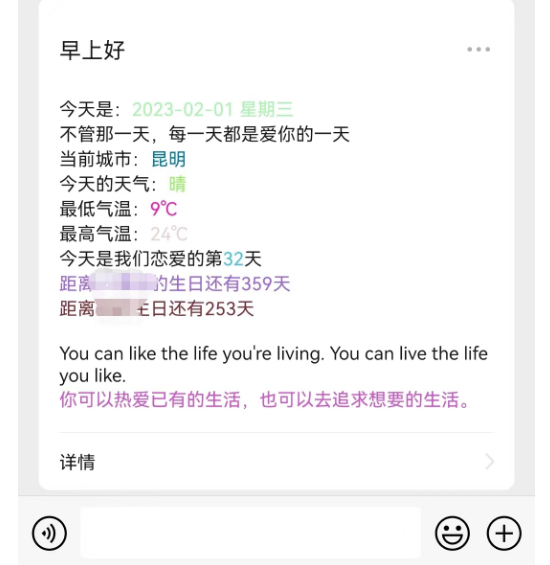 早上好
今天是：2023-02-01 星期三
不管那一天，每一天都是爱你的一天
当前城市：昆明
今天的天气：晴
最低气温：9℃
最高气温：24℃
今天是我们恋爱的第32天
距离的生日还有359天
距离生日还有253天
You can like the life you're living. You can live the life
you like.
你可以热爱已有的生活，也可以去追求想要的生活。
详情